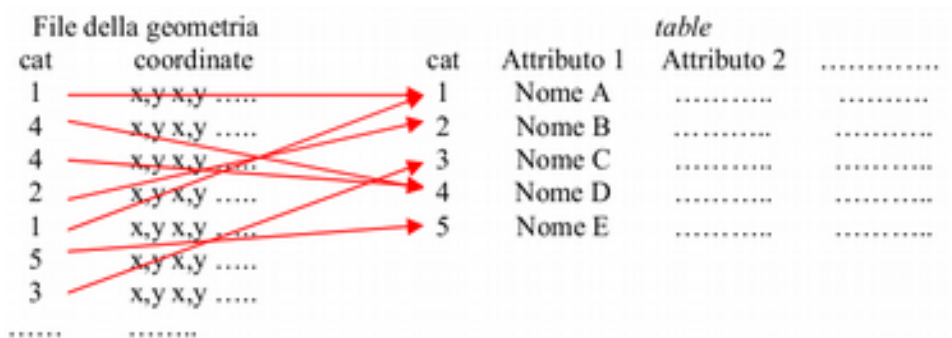 File della geometria table
cat coordinate cat Attributo 1 Attributo 2 .............
1 x,y x,y ..... 1 Nome A ........... ..........
4 x,y x,y ..... 2 Nome B ........... ...........
4 x,y x,y ..... 3 Nome C ........... ...........
2 x,y x,y ..... 4 Nome D ........... ...........
1 x,y x,y ..... 5 Nome E ........... ...........
5 x,y x,y .....
3 x,y x,y .....
...... ........